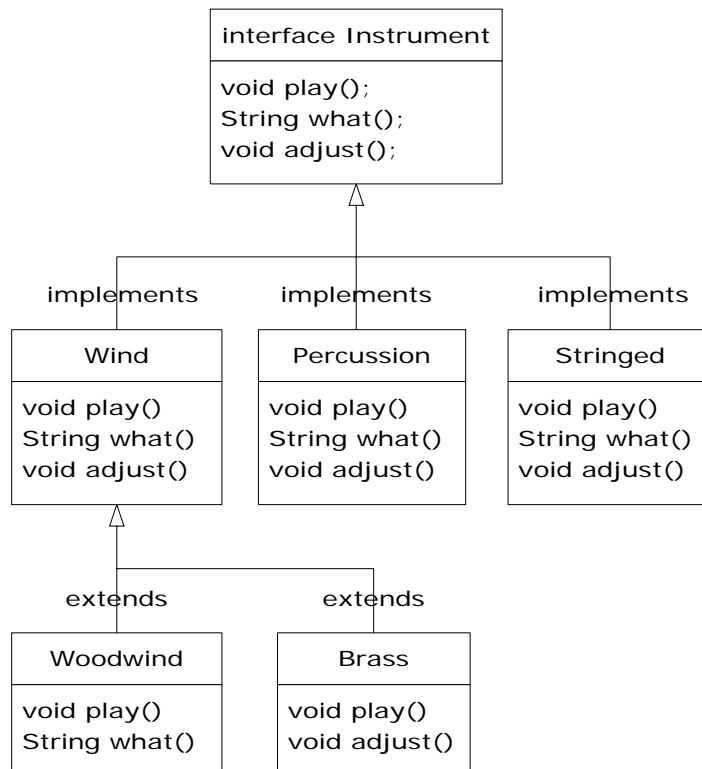 interface Instrument
void play();
String what();
void adjust();
implements
implements
implements
Wind
void play()
String what()
void adjust()
Percussion
void play()
String what()
void adjust()
Stringed
void play()
String what()
void adjust()
extends
extends
Woodwind
void play()
String what()
Brass
void play()
void adjust()